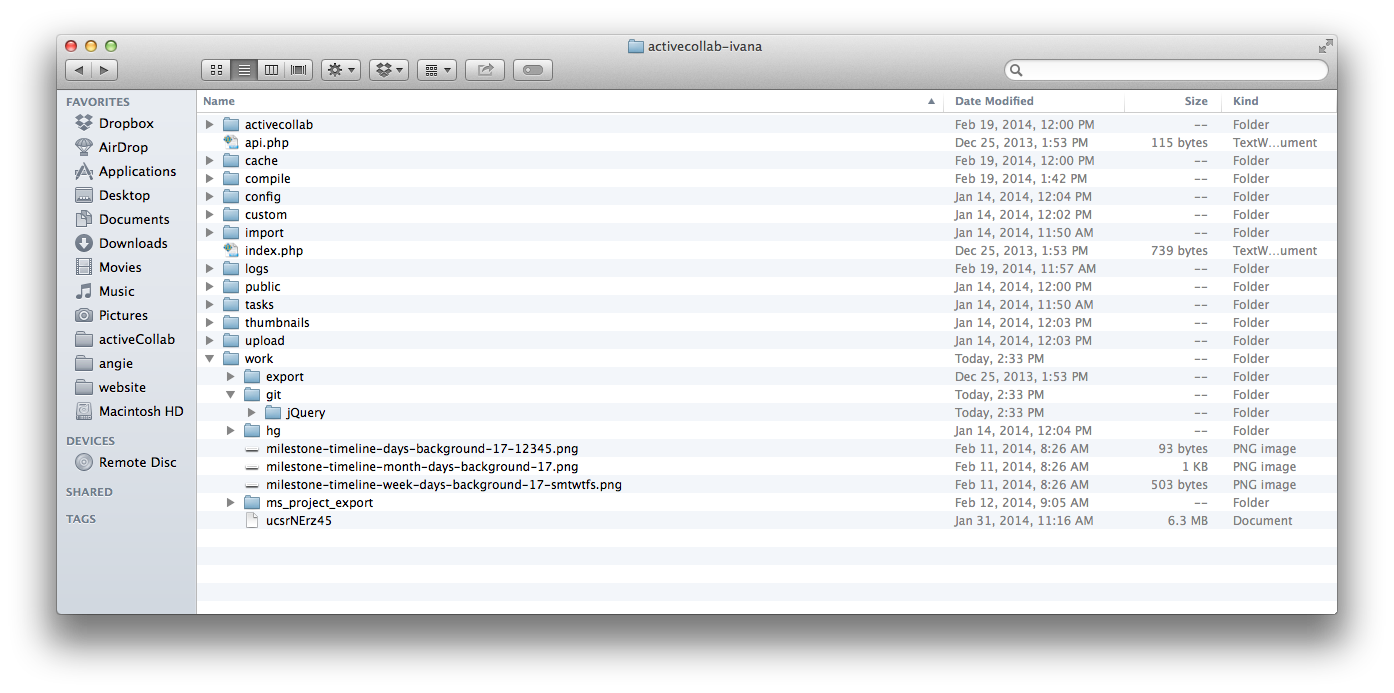 activecollab-ivana
FAVORITES
Dropbox
AirDrop
Applications
Desktop
Documents
Downloads
Movies
Music
Pictures
activeCollab
angie
website
Macintosh HD
DEVICES
Remote Disc
SHARED
TAGS
Name Date Modified Size Kind
activecollab Feb 19, 2014, 12:00 PM -- Folder
api.php Dec 25, 2013, 1:53 PM 115 bytes TextW...ument
cache Feb 19, 2014, 12:00 PM -- Folder
compile Feb 19, 2014, 1:42 PM -- Folder
config Jan 14, 2014, 12:04 PM -- Folder
custom Jan 14, 2014, 12:02 PM -- Folder
import Jan 14, 2014, 11:50 AM -- Folder
index.php Dec 25, 2013, 1:53 PM 739 bytes TextW...ument
logs Feb 19, 2014, 11:57 AM -- Folder
public Jan 14, 2014, 12:00 PM -- Folder
tasks Jan 14, 2014, 11:50 AM -- Folder
thumbnails Jan 14, 2014, 12:03 PM -- Folder
upload Jan 14, 2014, 12:03 PM -- Folder
work Today, 2:33 PM -- Folder
export Dec 25, 2013, 1:53 PM -- Folder
git Today, 2:33 PM -- Folder
jQuery Today, 2:33 PM -- Folder
hg Jan 14, 2014, 12:04 PM -- Folder
milestone-timeline-days-background-17-12345.png Feb 11, 2014, 8:26 AM 93 bytes PNG image
milestone-timeline-month-days-background-17.png Feb 11, 2014, 8:26 AM 1 KB PNG image
milestone-timeline-week-days-background-17-smtwtfs.png Feb 11, 2014, 8:26 AM 503 bytes PNG image
ms_project_export Feb 12, 2014, 9:05 AM -- Folder
ucsrNErz45 Jan 31, 2014, 11:16 AM 6.3 MB Document